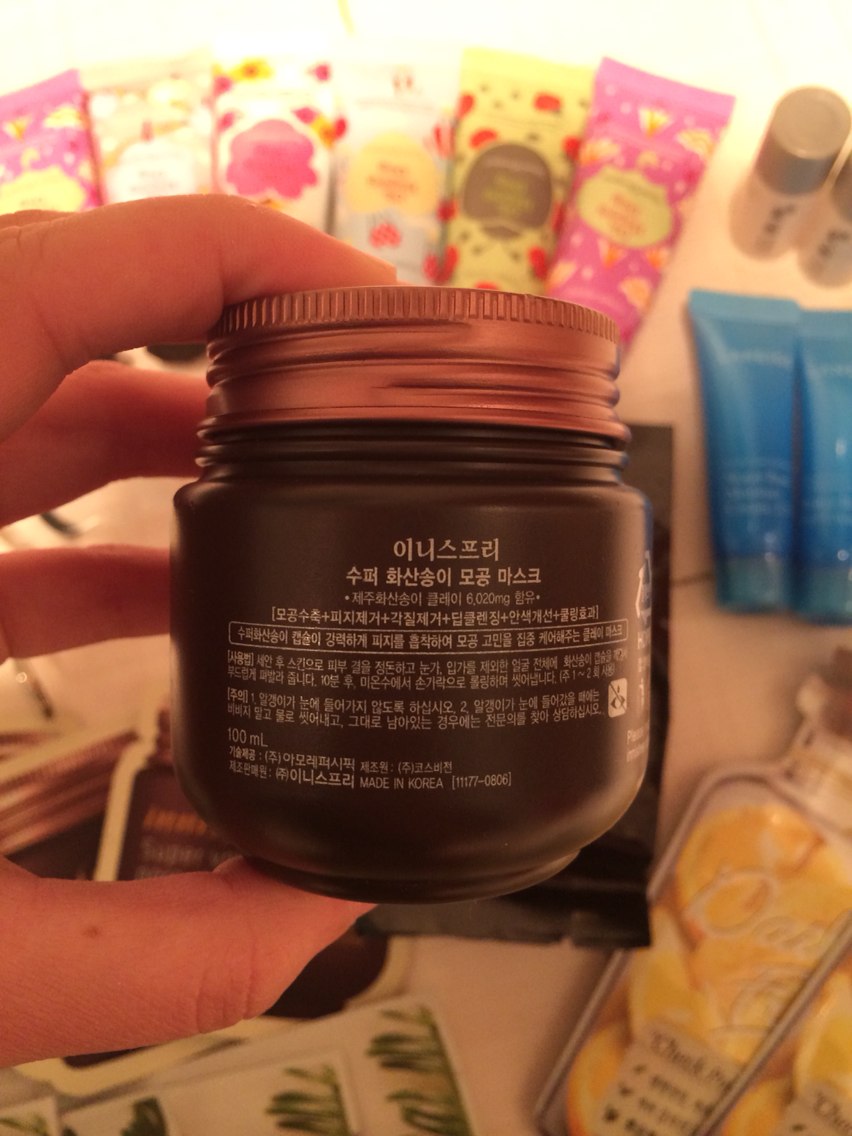 이니스프리
수퍼 화산송이 모공 마스크
•제주화산송이 클레이 6,020mg 함유•
[모공수축+피지제거+각질제거+딥클렌징+안색개선+쿨링효과]
수퍼화산송이 캡슐이 강력하게 피지를 흡착하여 모공 고민을 집중 케어해주는 클레이 마스크
[사용법] 세안 후 스킨으로 피부 결을 정돈하고 눈가, 입가를 제외한 얼굴 전체에 화산송이 캡슐을
부드럽게 펴발라 줍니다. 10분 후, 미온수에서 손가락으로 롤링하며 씻어냅니다. (주 1~2회 사용)
[주의] 1. 알갱이가 눈에 들어가지 않도록 하십시오. 2. 알갱이가 눈에 들어갔을 때에는
비비지 말고 물로 씻어내고, 그대로 남아있는 경우에는 전문의를 찾아 상담하십시오.
100 mL
기술제공 : (주)아모레퍼시픽 제조원 : (주)코스비전
제조판매원 : ㈜이니스프리 MADE IN KOREA [11177-0806]
Super